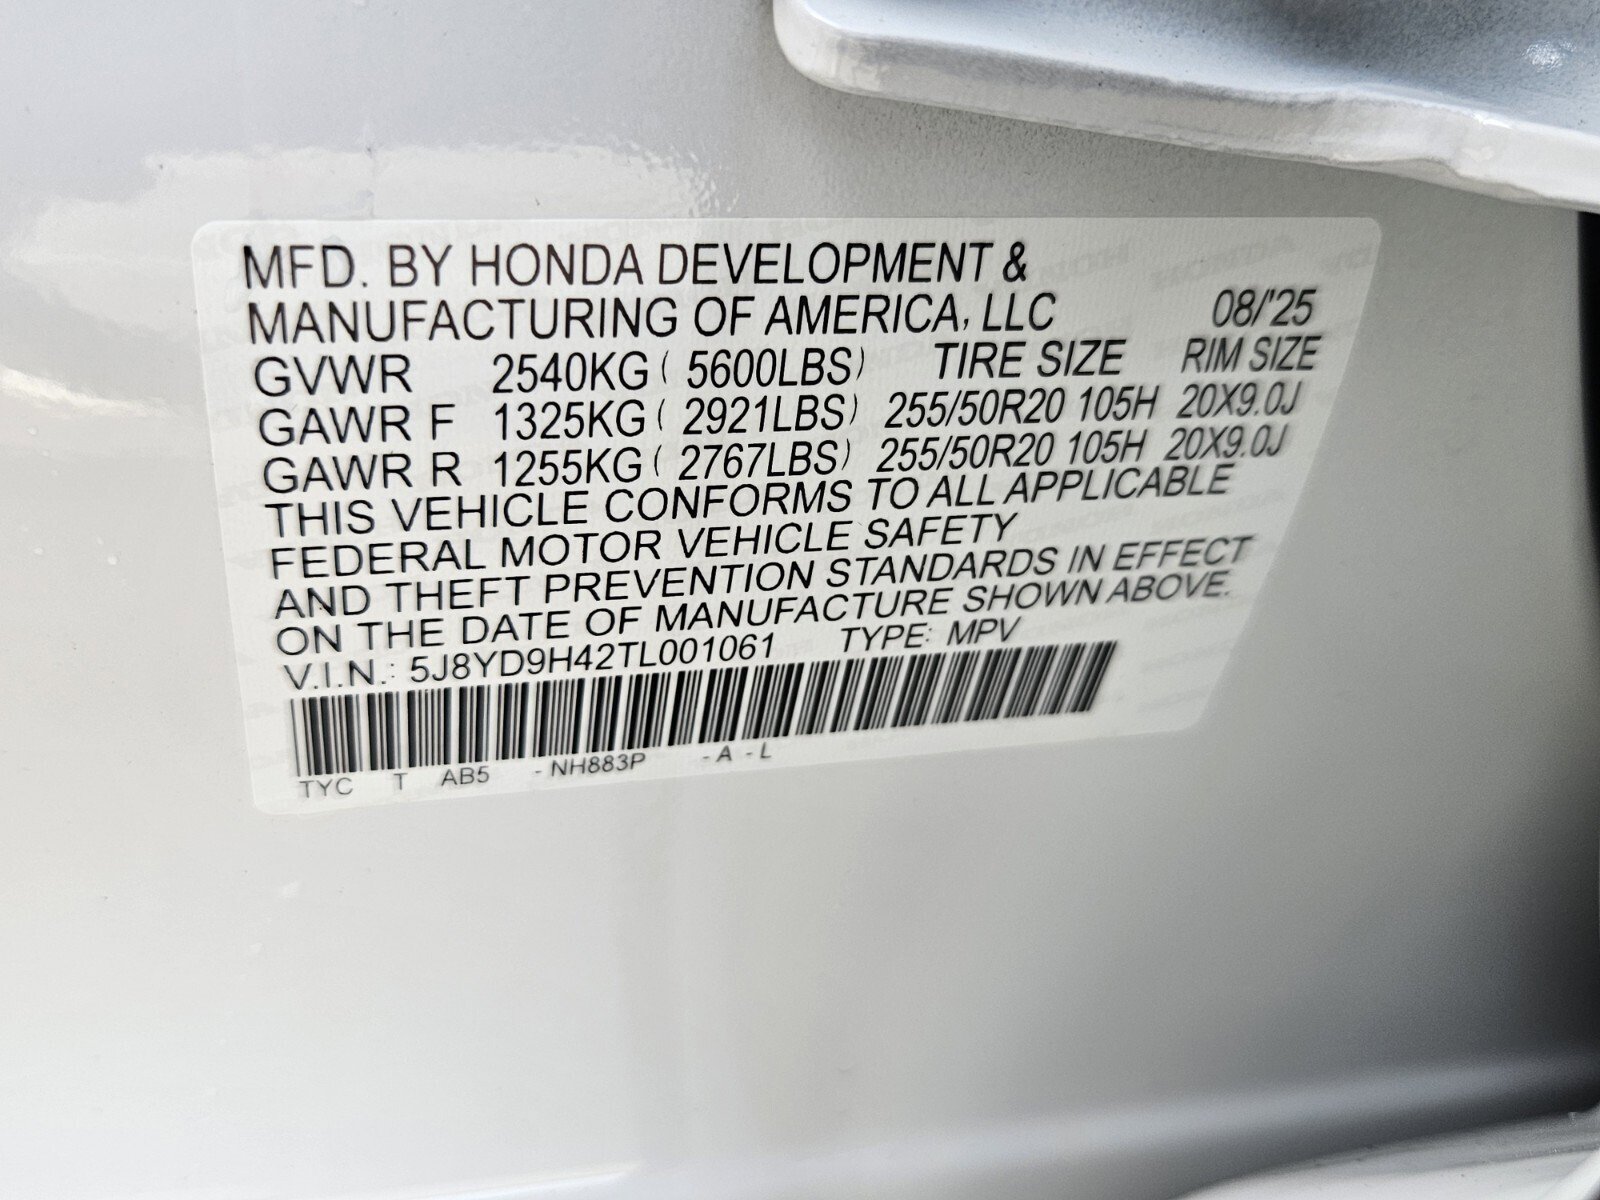 MFD. BY HONDA DEVELOPMENT &
MANUFACTURING OF AMERICA, LLC 08/'25
GVWR 2540KG ( 5600LBS) TIRE SIZE RIM SIZE
GAWR F 1325KG ( 2921LBS) 255/50R20 105H 20X9.0J
GAWR R 1255KG ( 2767LBS) 255/50R20 105H 20X9.0J
THIS VEHICLE CONFORMS TO ALL APPLICABLE
FEDERAL MOTOR VEHICLE SAFETY
AND THEFT PREVENTION STANDARDS IN EFFECT
ON THE DATE OF MANUFACTURE SHOWN ABOVE.
V.I.N.: 5J8YD9H42TL001061 TYPE: MPV
TYC T AB5 -NH883P -A -L